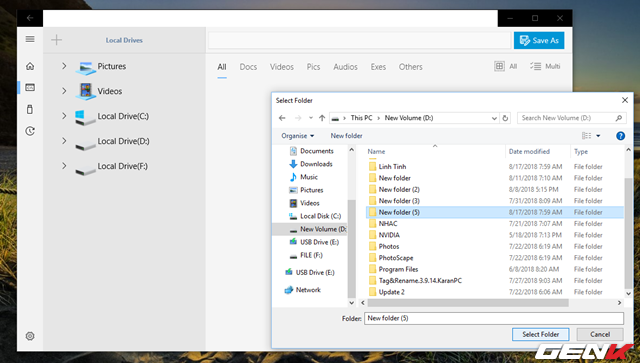 Local Drives
Save As
Pictures
Videos
Local Drive(C:)
Local Drive(D:)
Local Drive(F:)
All Docs Videos Pics Audios Exes Others All Multi
Select Folder
This PC New Volume (D:)
Search New Volume (D:)
Organise New folder
Documents
Downloads
Music
Pictures
Videos
Local Disk (C:)
New Volume (D:
USB Drive (E:)
FILE (F:)
USB Drive (E:)
Network
Name Date modified Type
Linh Tinh 8/17/2018 7:59 AM File folder
New folder 8/11/2018 7:10 AM File folder
New folder (2) 8/8/2018 5:15 PM File folder
New folder (3) 7/31/2018 8:09 AM File folder
New folder (5) 8/17/2018 7:59 AM File folder
NHAC 7/21/2018 7:07 AM File folder
NVIDIA 5/18/2018 7:13 PM File folder
Photos 7/22/2018 6:19 AM File folder
PhotoScape 7/22/2018 6:19 AM File folder
Program Files 6/8/2018 8:20 AM File folder
Tag&Rename.3.9.14.KaranPC 7/27/2018 9:03 AM File folder
Update 2 7/22/2018 6:06 AM File folder
Folder: New folder (5)
Select Folder Cancel
GENK